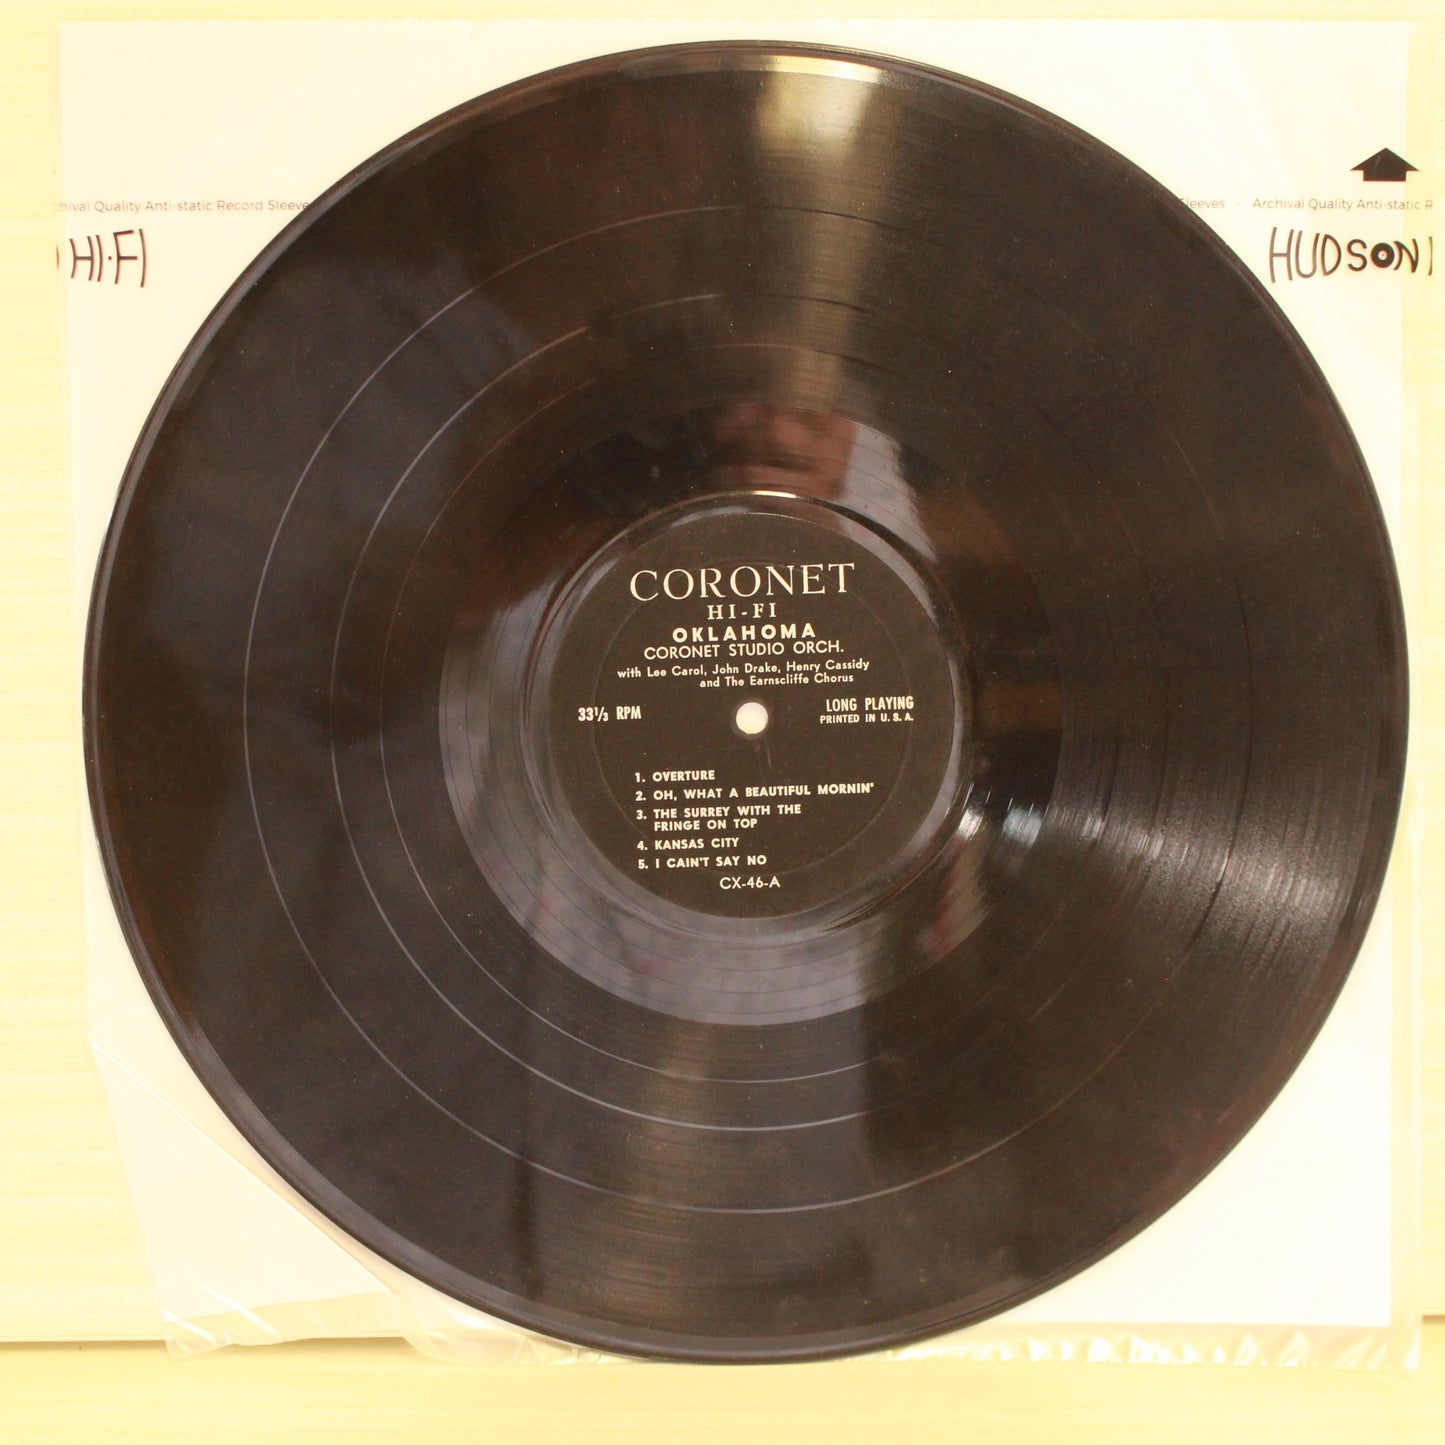 Quality Anti-static Record Sleeve
Sleeves - Archival Quality Anti-static R
HI-FI
HUDSON
CORONET
HI-FI
OKLAHOMA
CORONET STUDIO ORCH.
with Lee Carol, John Drake, Henry Cassidy
and The Earnscliffe Chorus
33⅓ RPM
LONG PLAYING
PRINTED IN U.S.A.
1. OVERTURE
2. OH, WHAT A BEAUTIFUL MORNIN'
3. THE SURREY WITH THE
FRINGE ON TOP
4. KANSAS CITY
5. I CAIN'T SAY NO
CX-46-A